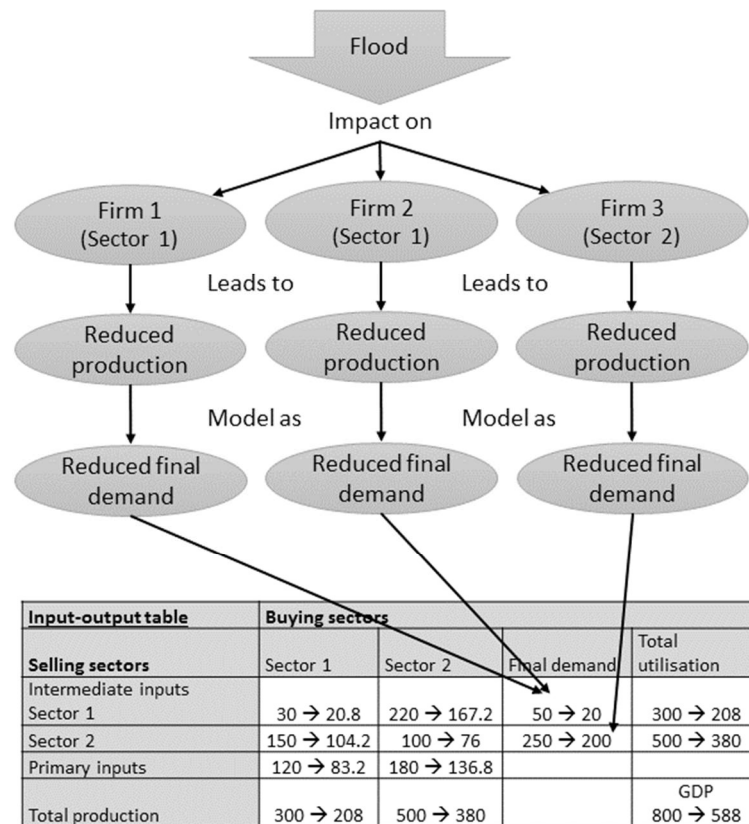 Flood
Impact on
Firm 1 Firm 2 Firm 3
(Sector 1) (Sector 1) (Sector 2)
Leads to Leads to
Reduced Reduced Reduced
production production production
Model as Model as
Reduced final Reduced final Reduced final
demand demand demand
Input-output table Buying sectors
Total
Selling sectors Sector 1 Sector 2 Final demand utilisation
Intermediate inputs
Sector 1 30 → 20.8 220 → 167.2 50 → 20 300 → 208
Sector 2 150 → 104.2 100 → 76 250 → 200 500 → 380
Primary inputs 120 → 83.2 180 → 136.8
GDP
Total production 300 → 208 500 → 380 800 → 588